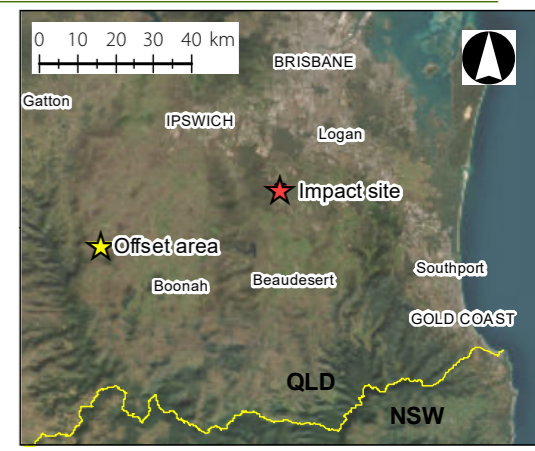 0 10 20 30 40 km
BRISBANE
Gatton
IPSWICH
Logan
Impact site
Offset area
Southport
Beaudesert
Boonah
GOLD COAST
QLD
NSW